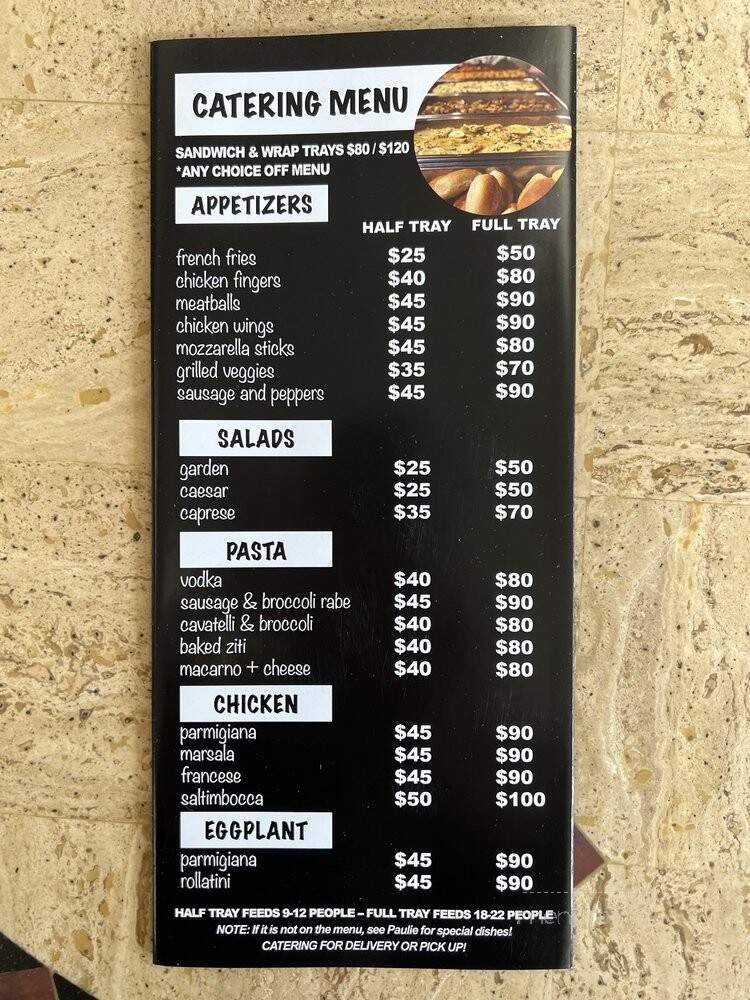 CATERING MENU
SANDWICH & WRAP TRAYS $80 / $120
*ANY CHOICE OFF MENU
APPETIZERS
HALF TRAY FULL TRAY
french fries $25 $50
chicken fingers $40 $80
meatballs $45 $90
chicken wings $45 $90
mozzarella sticks $45 $80
grilled veggies $35 $70
sausage and peppers $45 $90
SALADS
garden $25 $50
caesar $25 $50
caprese $35 $70
PASTA
vodka $40 $80
sausage & broccoli rabe $45 $90
cavatelli & broccoli $40 $80
baked ziti $40 $80
macarno + cheese $40 $80
CHICKEN
parmigiana $45 $90
marsala $45 $90
francese $45 $90
saltimbocca $50 $100
EGGPLANT
parmigiana $45 $90
rollatini $45 $90
HALF TRAY FEEDS 9-12 PEOPLE – FULL TRAY FEEDS 18-22 PEOPLE
NOTE: If it is not on the menu, see Paulie for special dishes!
CATERING FOR DELIVERY OR PICK UP!